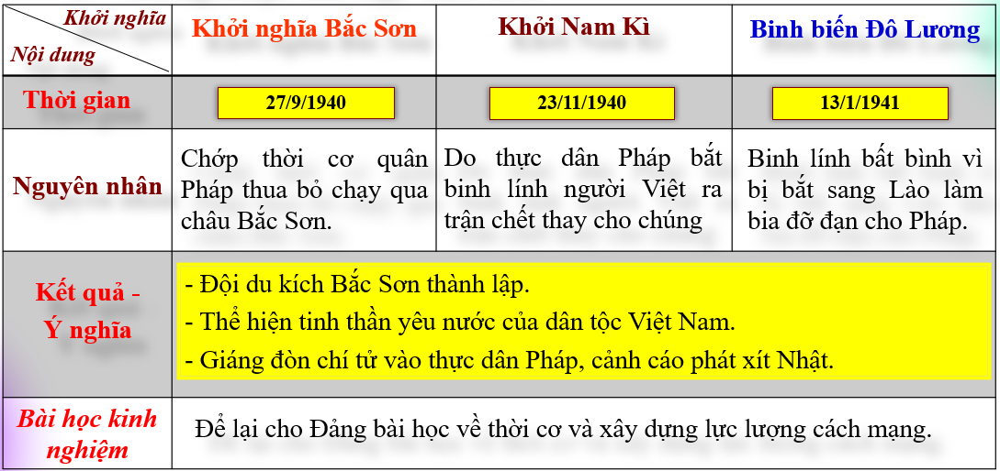 Khởi nghĩa
Nội dung
Khởi nghĩa Bắc Sơn
Khởi Nam Kì
Binh biến Đô Lương
Thời gian
27/9/1940
23/11/1940
13/1/1941
Nguyên nhân
Chớp thời cơ quân
Pháp thua bỏ chạy qua
châu Bắc Sơn.
Do thực dân Pháp bắt
binh lính người Việt ra
trận chết thay cho chúng
Binh lính bất bình vì
bị bắt sang Lào làm
bia đỡ đạn cho Pháp.
Kết quả -
Ý nghĩa
- Đội du kích Bắc Sơn thành lập.
- Thể hiện tinh thần yêu nước của dân tộc Việt Nam.
- Giáng đòn chí tử vào thực dân Pháp, cảnh cáo phát xít Nhật.
Bài học kinh
nghiệm
Để lại cho Đảng bài học về thời cơ và xây dựng lực lượng cách mạng.